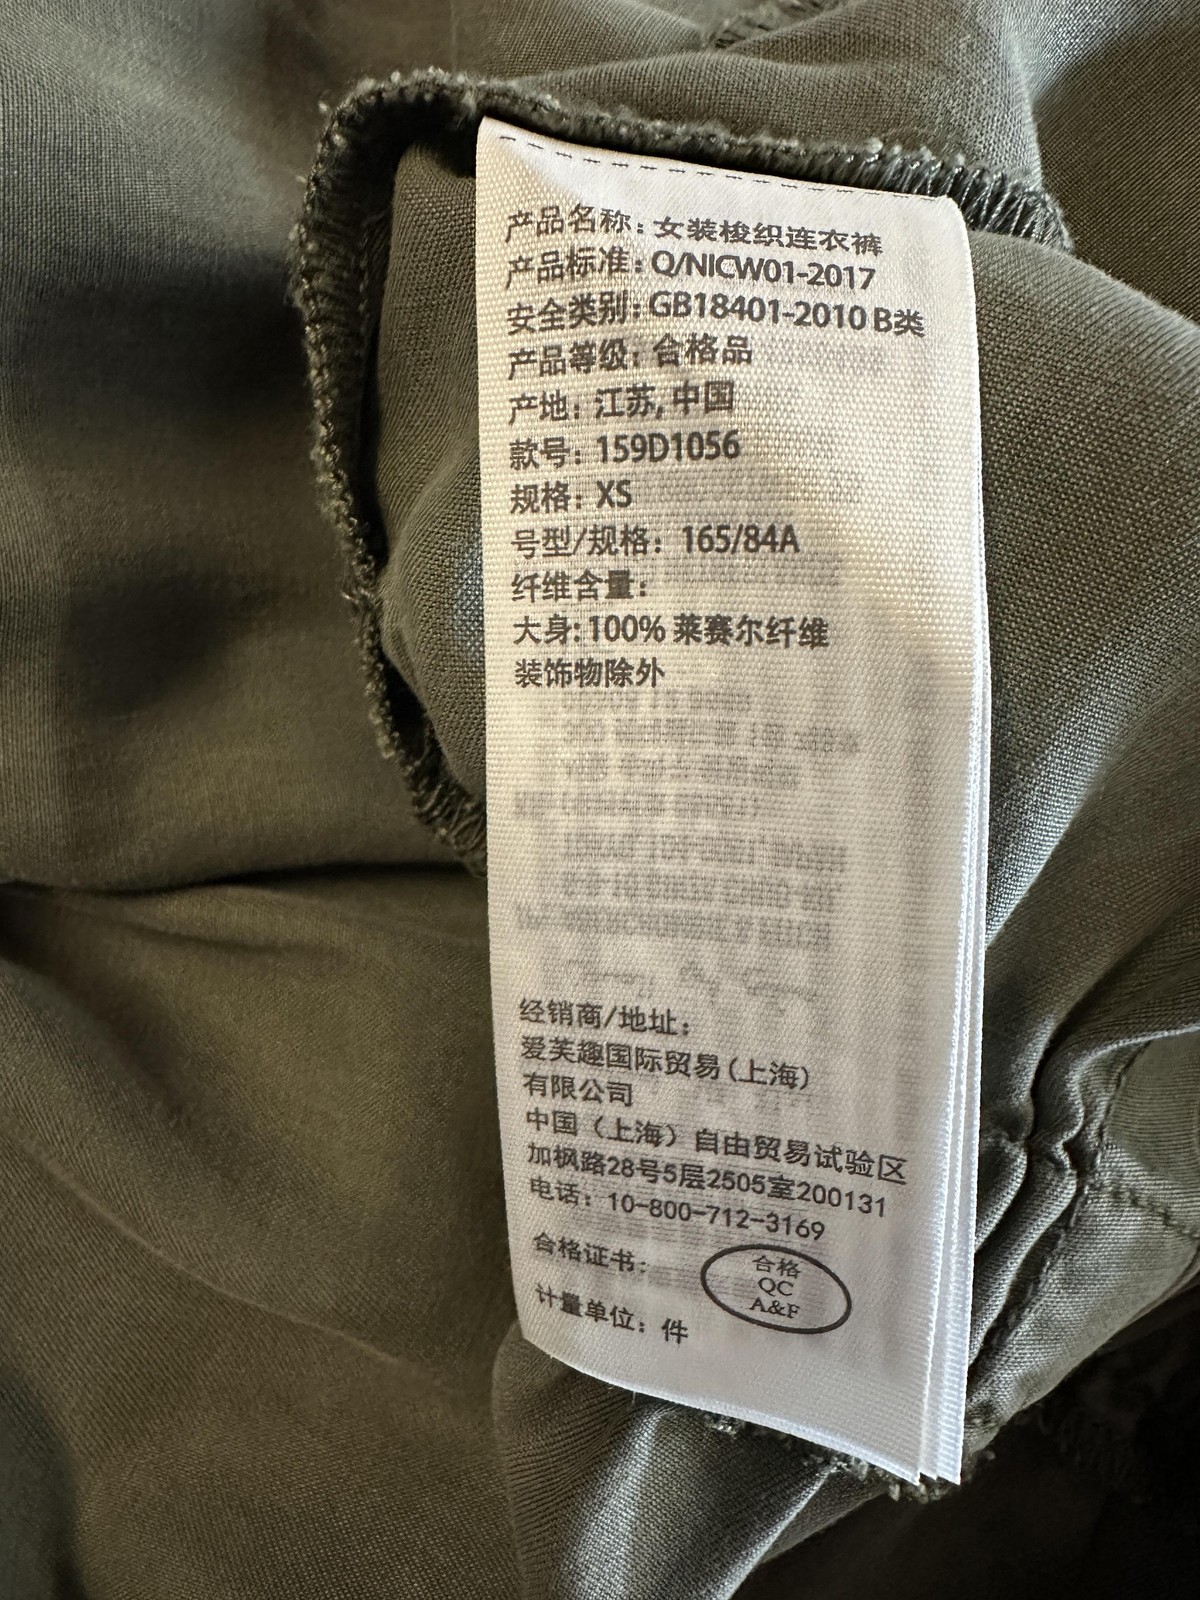 产品名称: 女装梭织连衣裤
产品标准: Q/NICW01-2017
安全类别: GB18401-2010 B类
产品等级: 合格品
产地: 江苏, 中国
款号: 159D1056
规格: XS
号型/规格: 165/84A
纤维含量:
大身: 100% 莱赛尔纤维
装饰物除外
经销商/地址:
爱芙趣国际贸易(上海)
有限公司
中国（上海）自由贸易试验区
加枫路28号5层2505室200131
电话: 10-800-712-3169
合格证书:
合格
QC
A&F
计量单位: 件